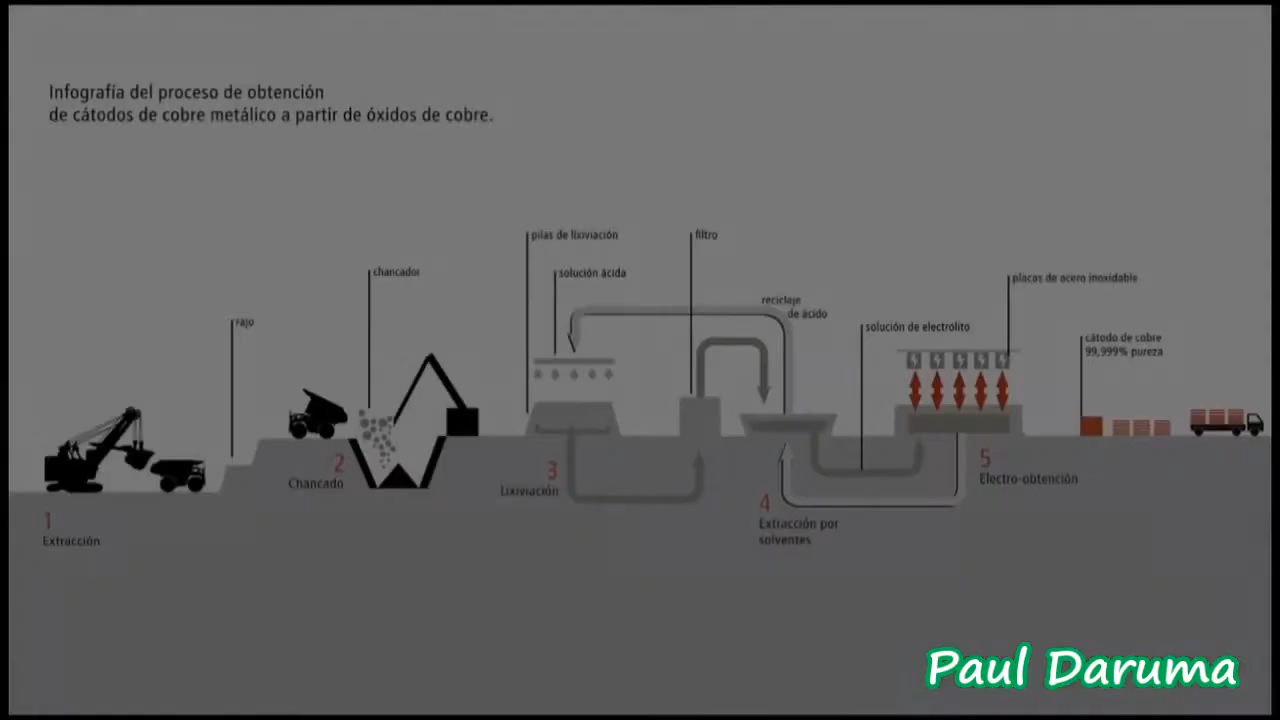 Infografía del proceso de obtención
de cátodos de cobre metálico a partir de óxidos de cobre.
pilas de lixiviación
filtro
chancador
solución ácida
placas de acero inoxidable
reciclaje
de ácido
rajo
solución de electrolito
cátodo de cobre
99,999% pureza
2
Chancado
3
Lixiviación
5
Electro-obtención
4
Extracción por
solventes
1
Extracción
Paul Daruma